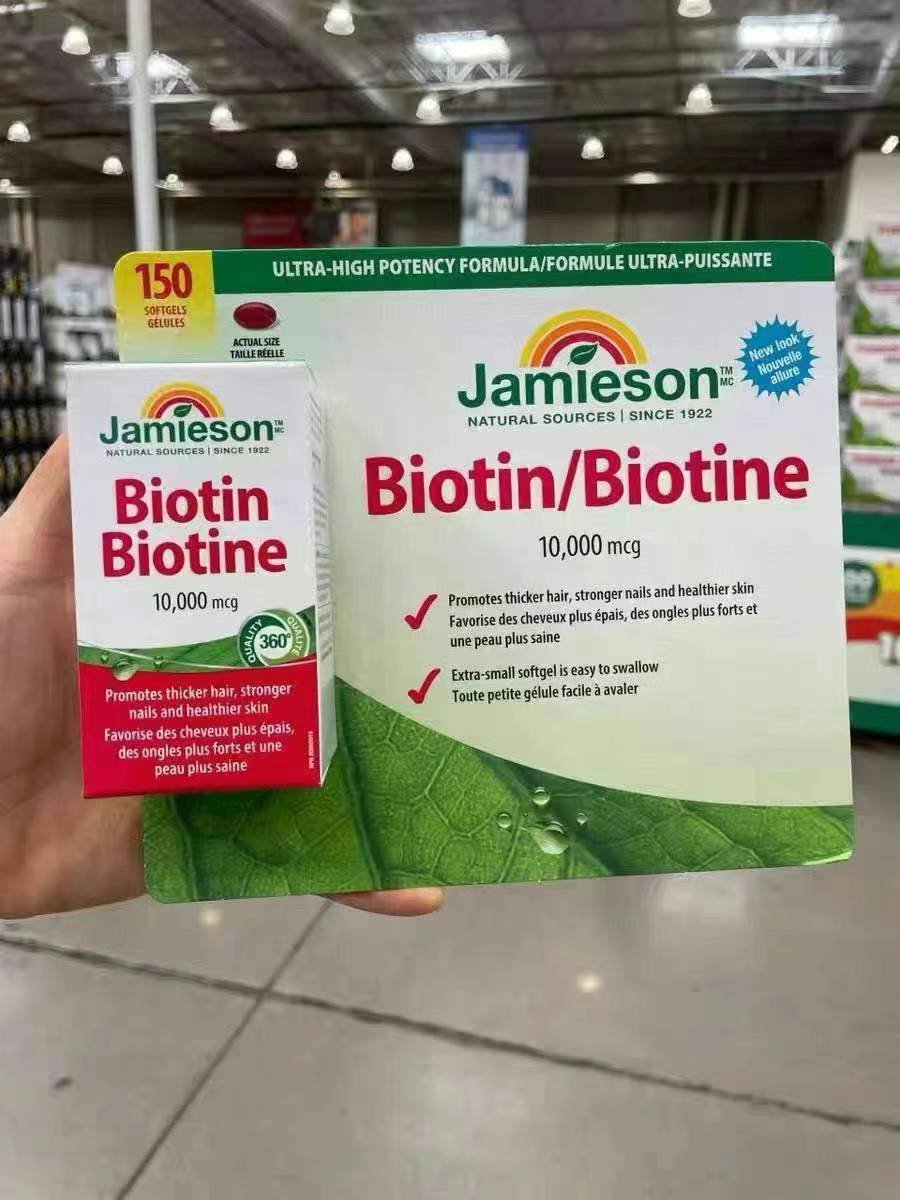 150
SOFTGELS
GÉLULES
ULTRA-HIGH POTENCY FORMULA/FORMULE ULTRA-PUISSANTE
ACTUAL SIZE
TAILLE RÉELLE
Jamieson TM MC
NATURAL SOURCES | SINCE 1922
New look
Nouvelle
allure
Biotin/Biotine
10,000 mcg
Promotes thicker hair, stronger nails and healthier skin
Favorise des cheveux plus épais, des ongles plus forts et
une peau plus saine
Extra-small softgel is easy to swallow
Toute petite gélule facile à avaler
Jamieson TM MC
NATURAL SOURCES | SINCE 1922
Biotin
Biotine
10,000 mcg
QUALITY 360° QUALITÉ
Promotes thicker hair, stronger
nails and healthier skin
Favorise des cheveux plus épais,
des ongles plus forts et une
peau plus saine